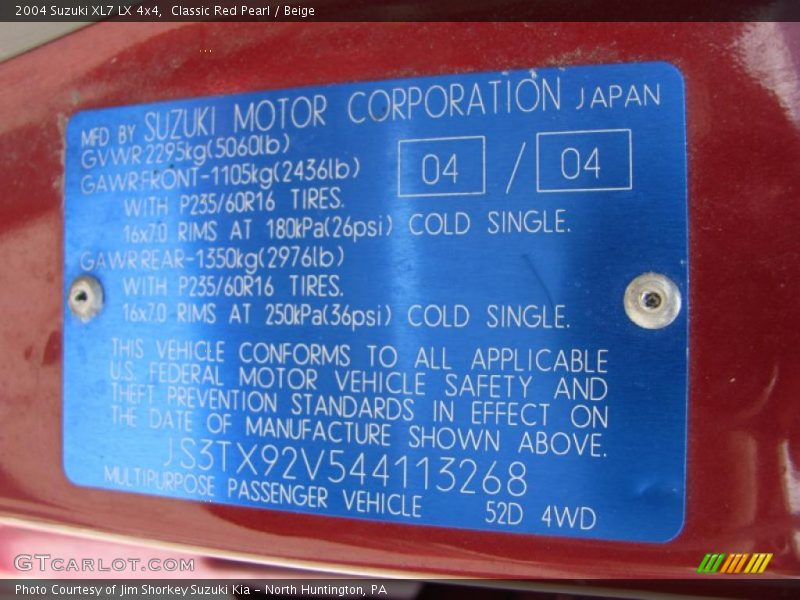 2004 Suzuki XL7 LX 4x4, Classic Red Pearl / Beige
MFD BY SUZUKI MOTOR CORPORATION JAPAN
GVWR 2295kg(5060lb)
GAWR FRONT-1105kg(2436lb)
04 / 04
WITH P235/60R16 TIRES.
16x7.0 RIMS AT 180kPa(26psi) COLD SINGLE.
GAWR REAR-1350kg(2976lb)
WITH P235/60R16 TIRES.
16x7.0 RIMS AT 250kPa(36psi) COLD SINGLE.
THIS VEHICLE CONFORMS TO ALL APPLICABLE
U.S. FEDERAL MOTOR VEHICLE SAFETY AND
THEFT PREVENTION STANDARDS IN EFFECT ON
THE DATE OF MANUFACTURE SHOWN ABOVE.
JS3TX92V544113268
MULTIPURPOSE PASSENGER VEHICLE 52D 4WD
GTCARLOT.COM
Photo Courtesy of Jim Shorkey Suzuki Kia - North Huntington, PA